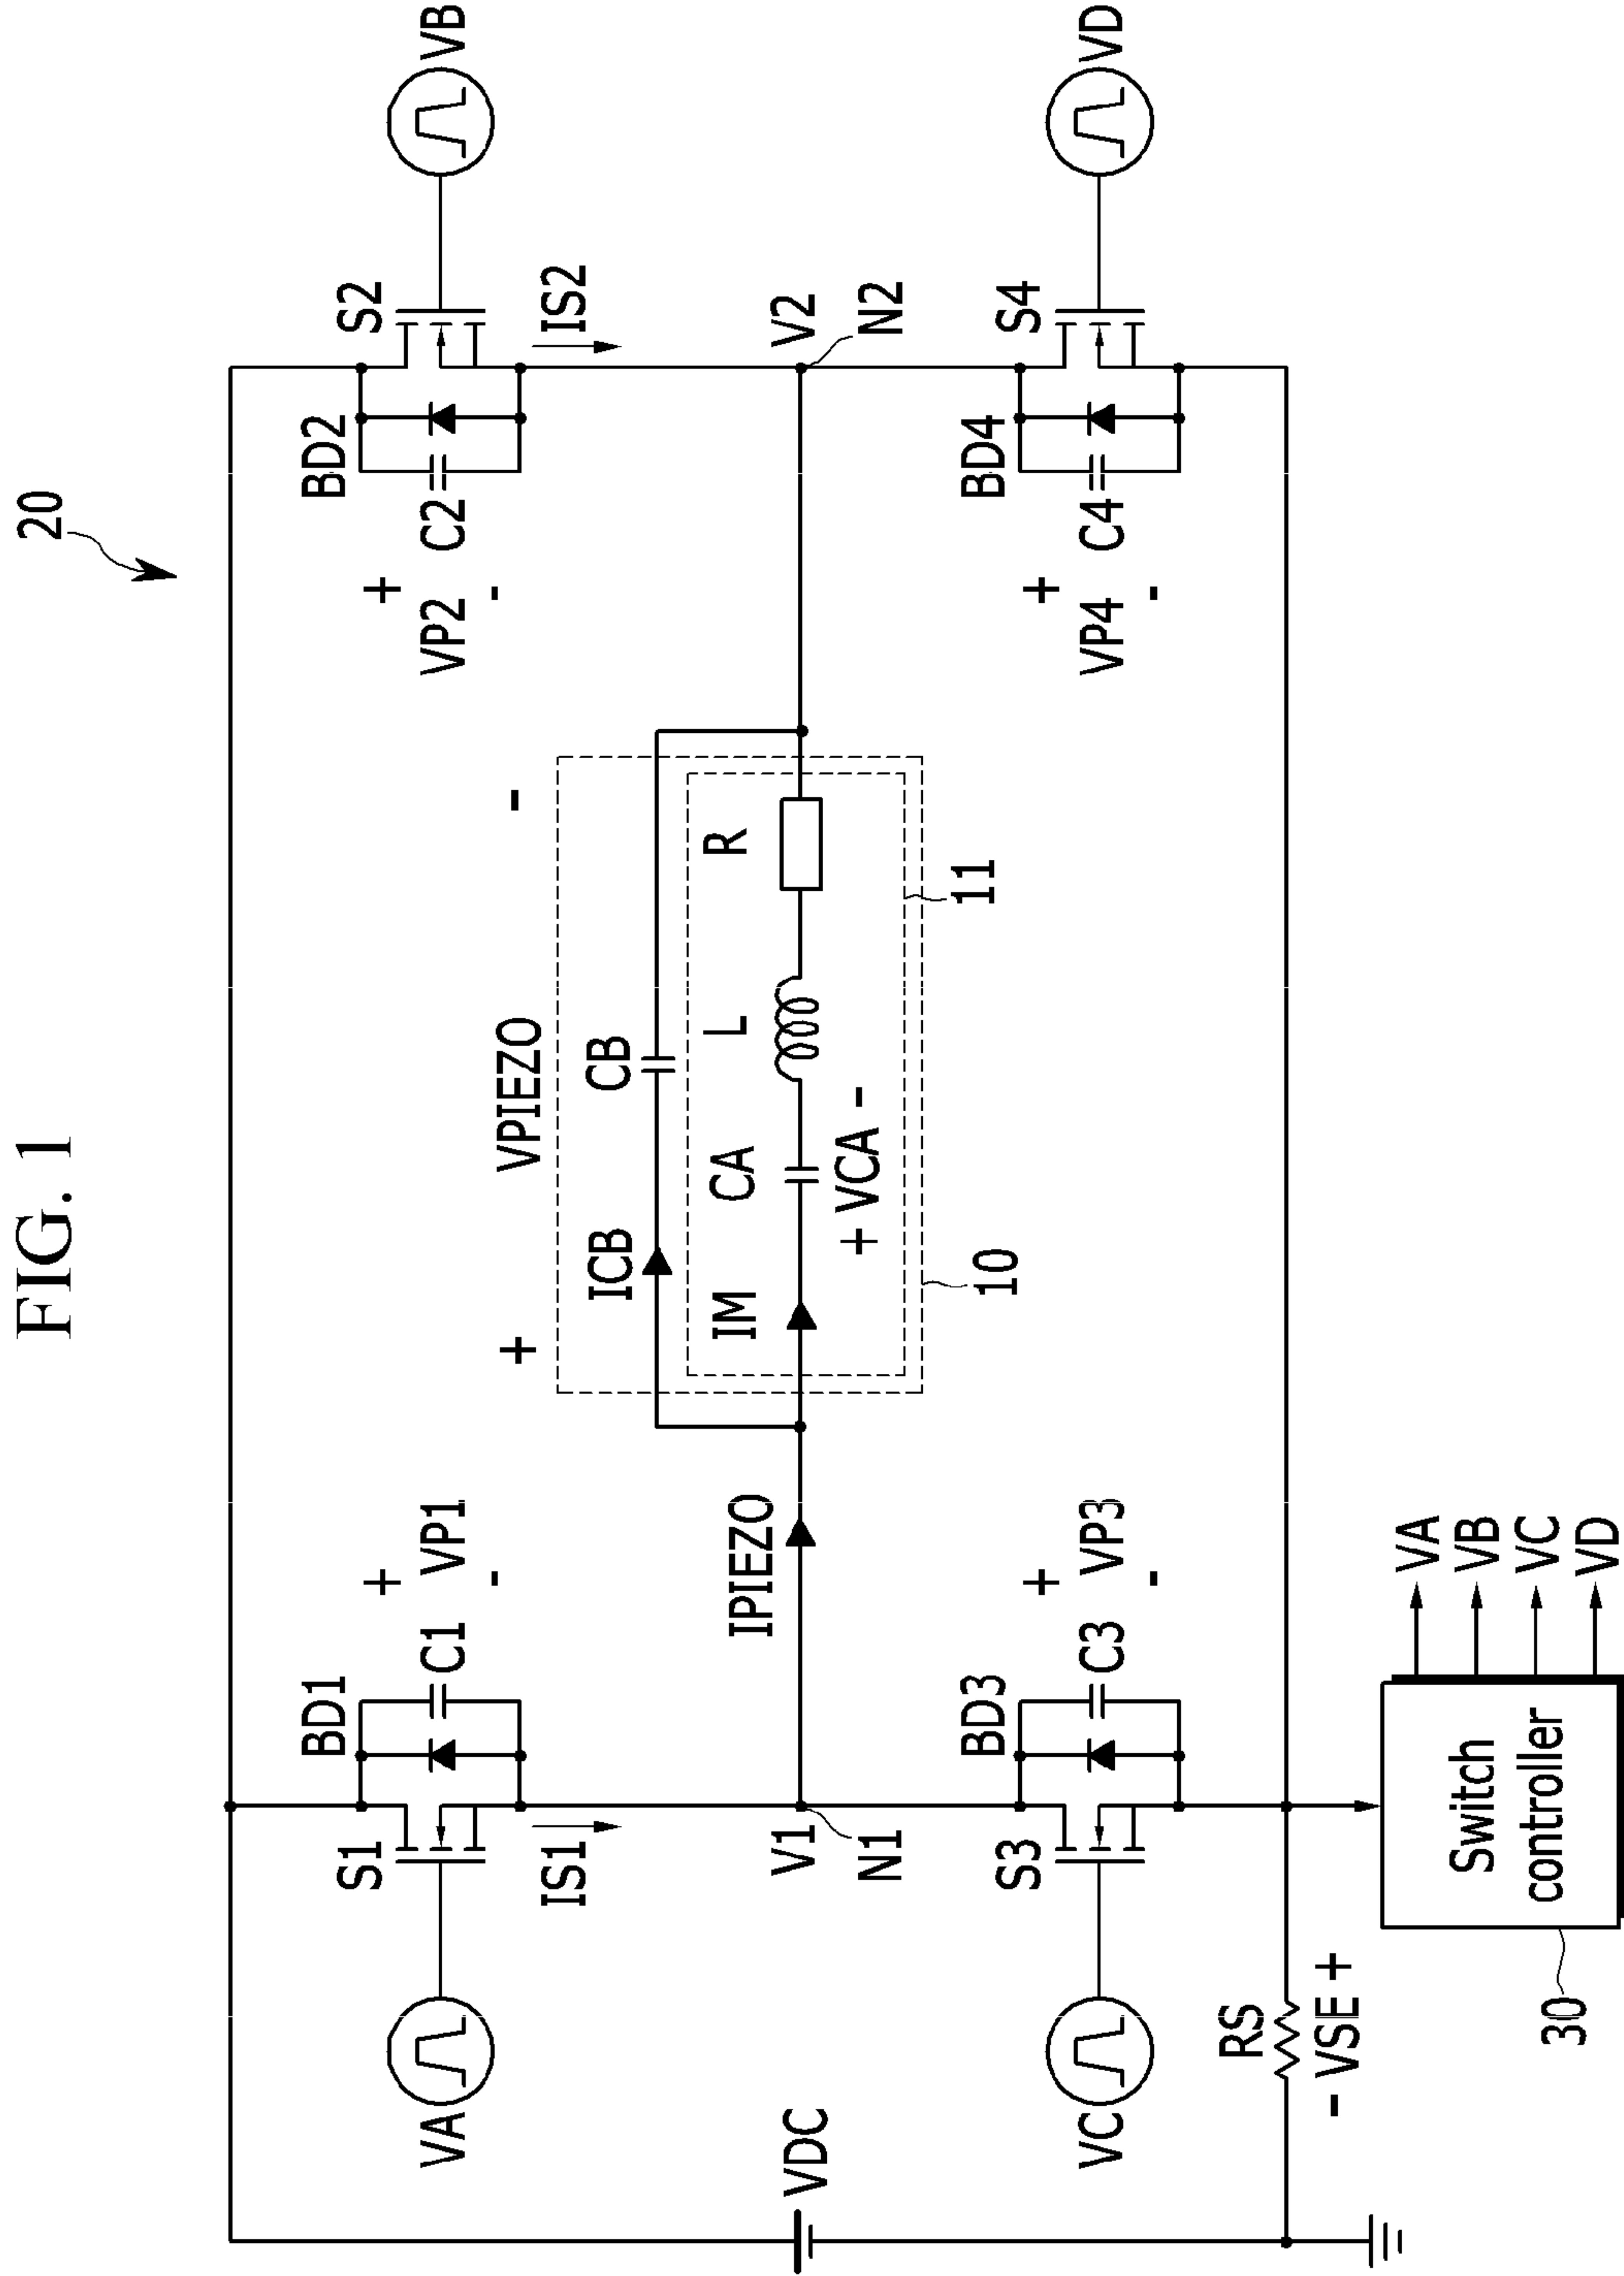 FIG. 1
20
VA
S1
BD1
C1
+
VP1
-
IS1
+
VPIEZO
-
+
VP2
-
C2
BD2
S2
VB
IS2
VDC
V1
N1
IPIEZO
ICB
CB
IM
CA
L
R
+ VCA -
10
11
V2
N2
VC
S3
BD3
C3
+
VP3
-
+
VP4
-
C4
BD4
S4
VD
RS
- VSE +
30
Switch
controller
VA
VB
VC
VD